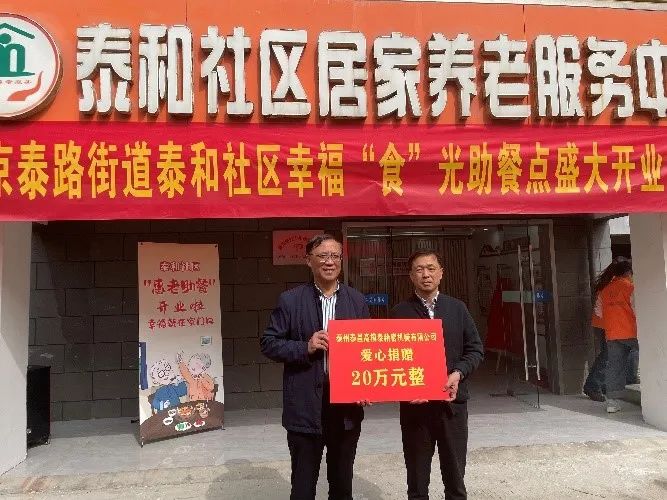 泰和社区居家养老服务中
京泰路街道泰和社区幸福“食”光助餐点盛大开业
泰和社区
“惠老助餐”
开业啦
幸福就在家门口
爱心捐赠
20万元整